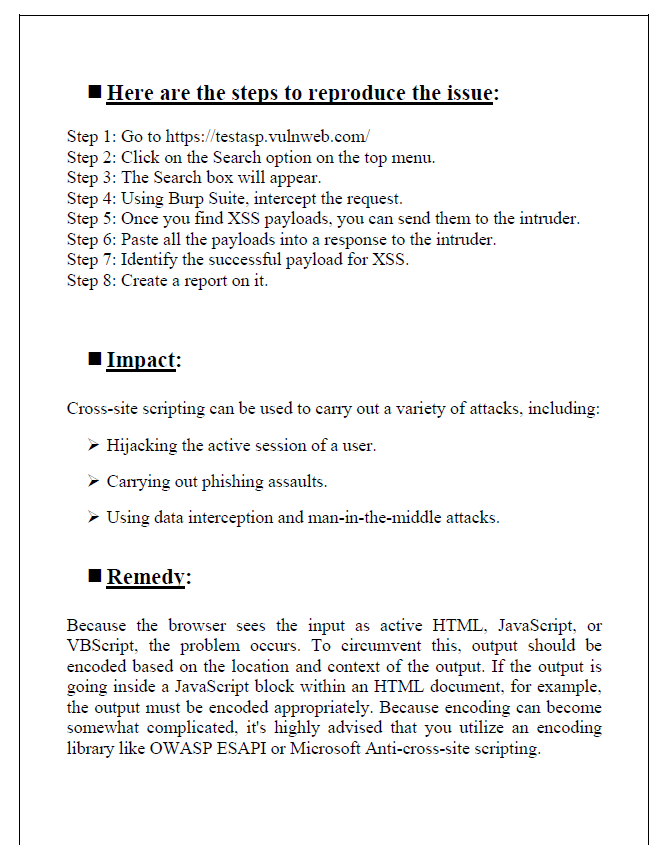 ■ Here are the steps to reproduce the issue:
Step 1: Go to https://testasp.vulnweb.com/
Step 2: Click on the Search option on the top menu.
Step 3: The Search box will appear.
Step 4: Using Burp Suite, intercept the request.
Step 5: Once you find XSS payloads, you can send them to the intruder.
Step 6: Paste all the payloads into a response to the intruder.
Step 7: Identify the successful payload for XSS.
Step 8: Create a report on it.
■ Impact:
Cross-site scripting can be used to carry out a variety of attacks, including:
➢ Hijacking the active session of a user.
➢ Carrying out phishing assaults.
➢ Using data interception and man-in-the-middle attacks.
■ Remedy:
Because the browser sees the input as active HTML, JavaScript, or
VBScript, the problem occurs. To circumvent this, output should be
encoded based on the location and context of the output. If the output is
going inside a JavaScript block within an HTML document, for example,
the output must be encoded appropriately. Because encoding can become
somewhat complicated, it's highly advised that you utilize an encoding
library like OWASP ESAPI or Microsoft Anti-cross-site scripting.